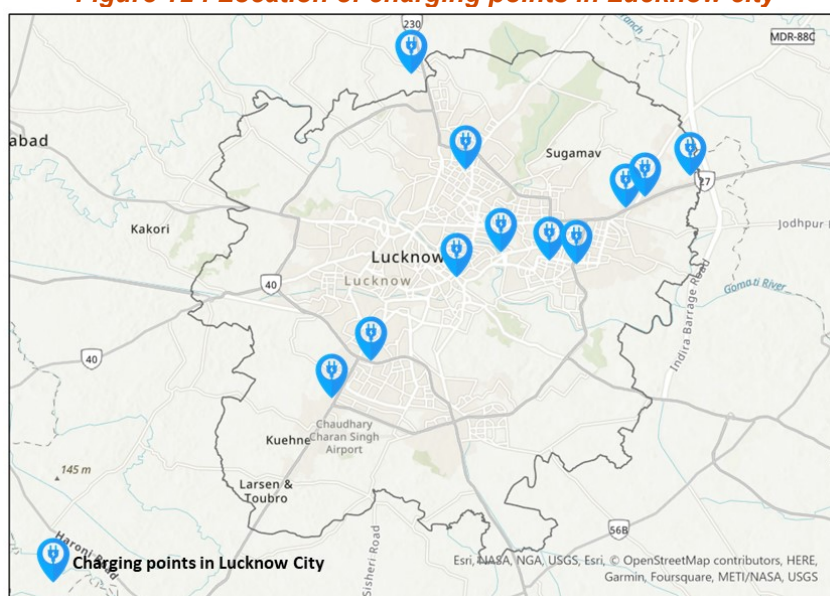 Location of charging points in Lucknow city
230
MDR-88C
abad
Sugamav
27
Kakori
Jodhpur
Lucknow
Lucknow
40
Gomati River
Indira Barrage Road
40
Chaudhary
Charan Singh
Airport
Kuehne
145 m
Larsen &
Toubro
56B
Haroni Road
Sisheri Road
Charging points in Lucknow City
Esri, NASA, NGA, USGS, Esri, © OpenStreetMap contributors, HERE,
Garmin, Foursquare, METI/NASA, USGS